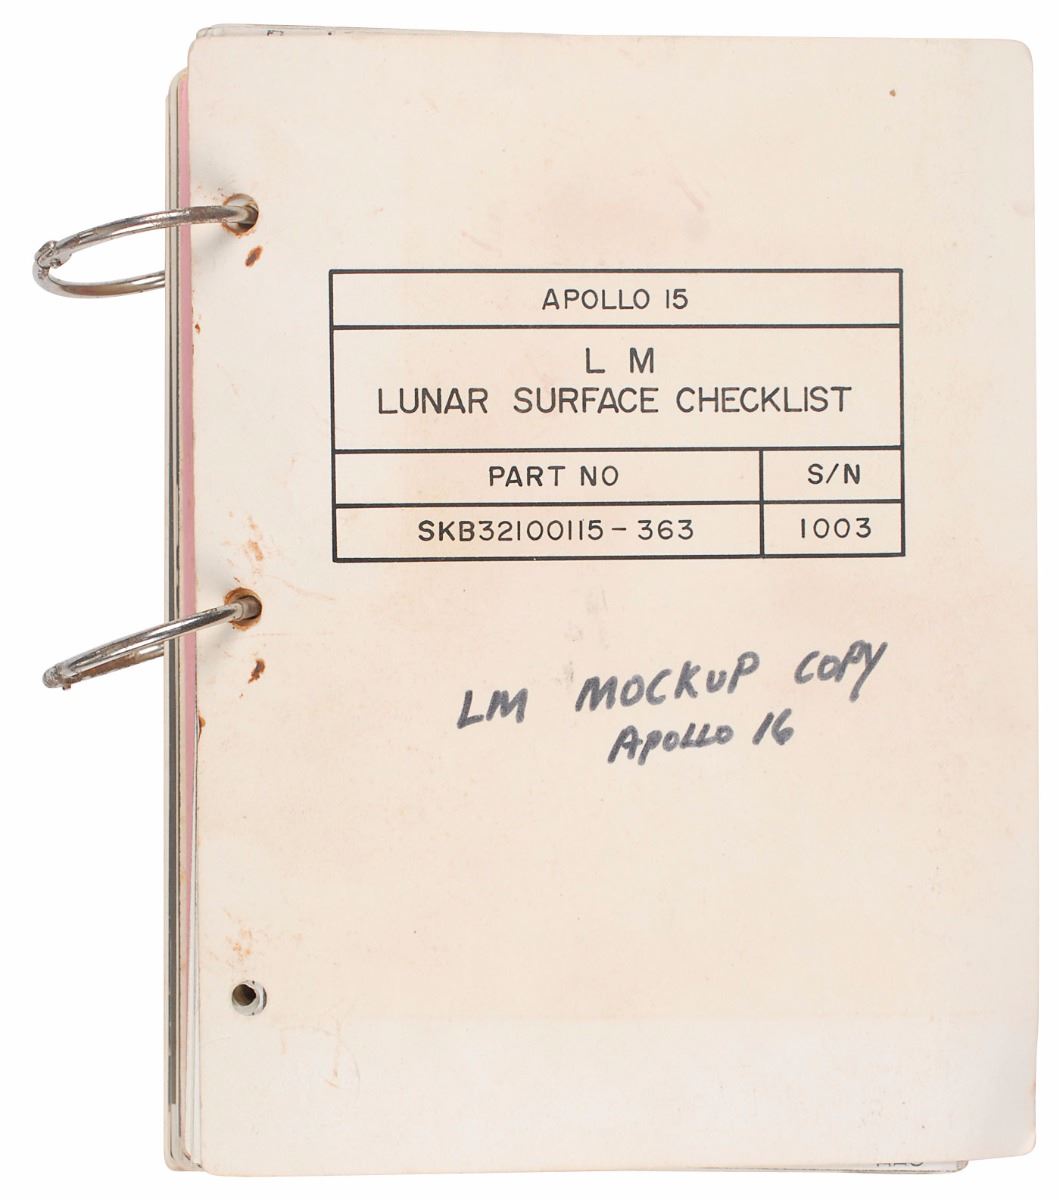 APOLLO 15
L M
LUNAR SURFACE CHECKLIST
PART NO S/N
SKB32100115-363 1003
LM MOCKUP COPY
Apollo 16